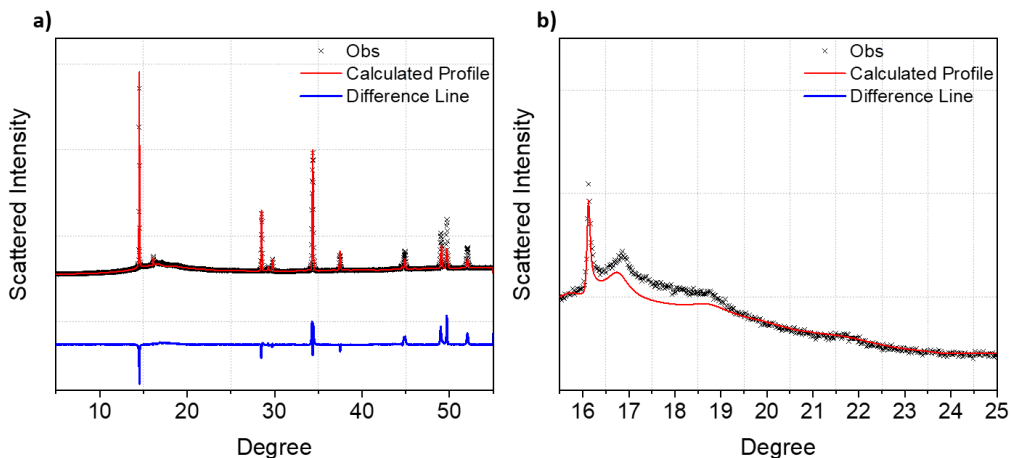 a)
Scattered Intensity
× Obs
Calculated Profile
Difference Line
10 20 30 40 50
Degree
b)
Scattered Intensity
× Obs
Calculated Profile
Difference Line
16 17 18 19 20 21 22 23 24 25
Degree